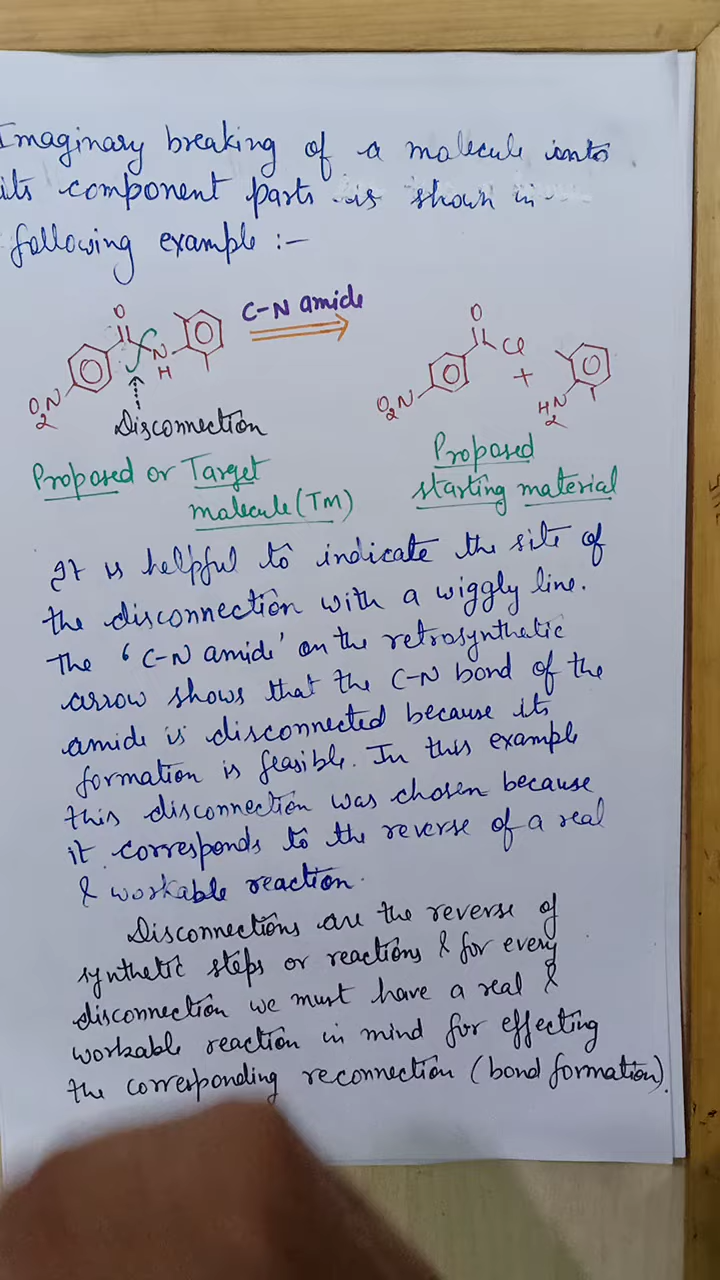 Imaginary breaking of a molecule into
its component parts is shown in
following example :-
O
N
H
O2N
C-N amide
O
Cl
+
O2N
H2N
Disconnection
Proposed or Target
molecule (TM)
Proposed
starting material
It is helpful to indicate the site of
the disconnection with a wiggly line.
The 'C-N amide' on the retrosynthetic
arrow shows that the C-N bond of the
amide is disconnected because its
formation is feasible. In this example
this disconnection was chosen because
it corresponds to the reverse of a real
& workable reaction.
Disconnections are the reverse of
synthetic steps or reactions & for every
disconnection we must have a real &
workable reaction in mind for effecting
the corresponding reconnection (bond formation).